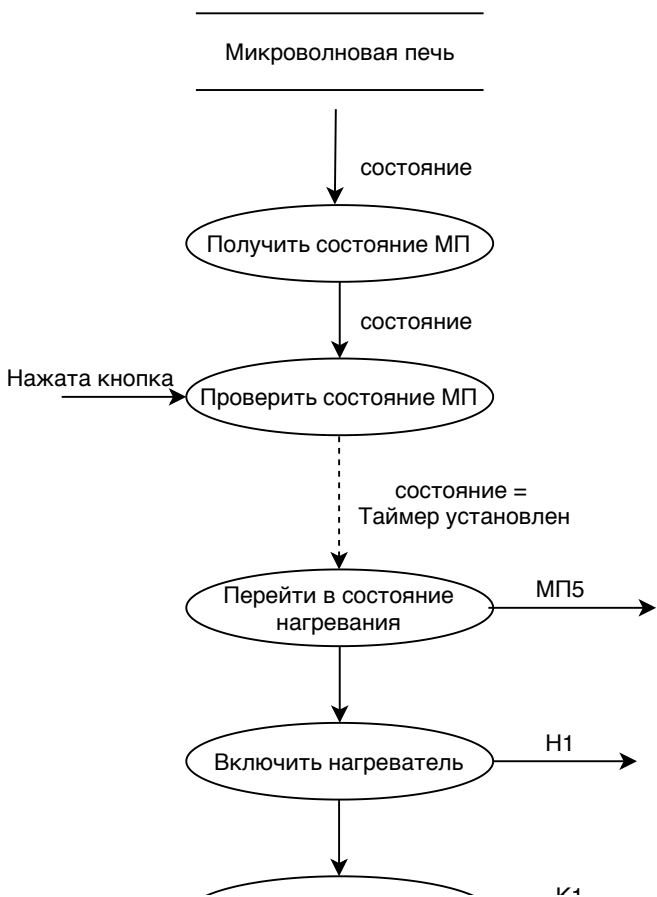 Микроволновая печь
состояние
Получить состояние МП
состояние
Нажата кнопка
Проверить состояние МП
состояние =
Таймер установлен
Перейти в состояние
нагревания
МП5
Включить нагреватель
Н1
К1